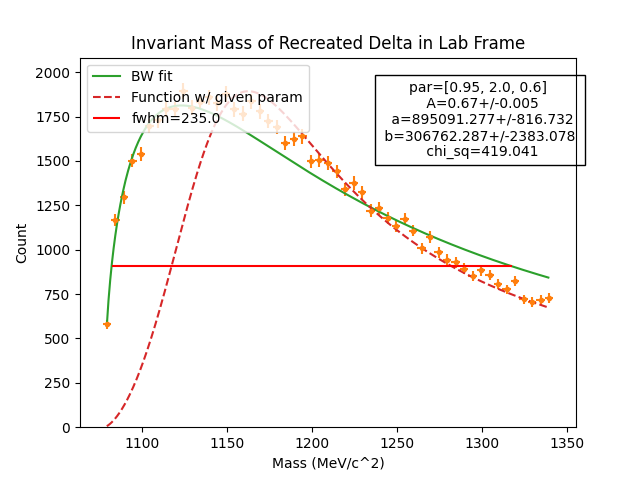 Invariant Mass of Recreated Delta in Lab Frame
BW fit
Function w/ given param
fwhm=235.0
par=[0.95, 2.0, 0.6]
A=0.67+/-0.005
a=895091.277+/-816.732
b=306762.287+/-2383.078
chi_sq=419.041
Count
2000
1750
1500
1250
1000
750
500
250
0
1100 1150 1200 1250 1300 1350
Mass (MeV/c^2)